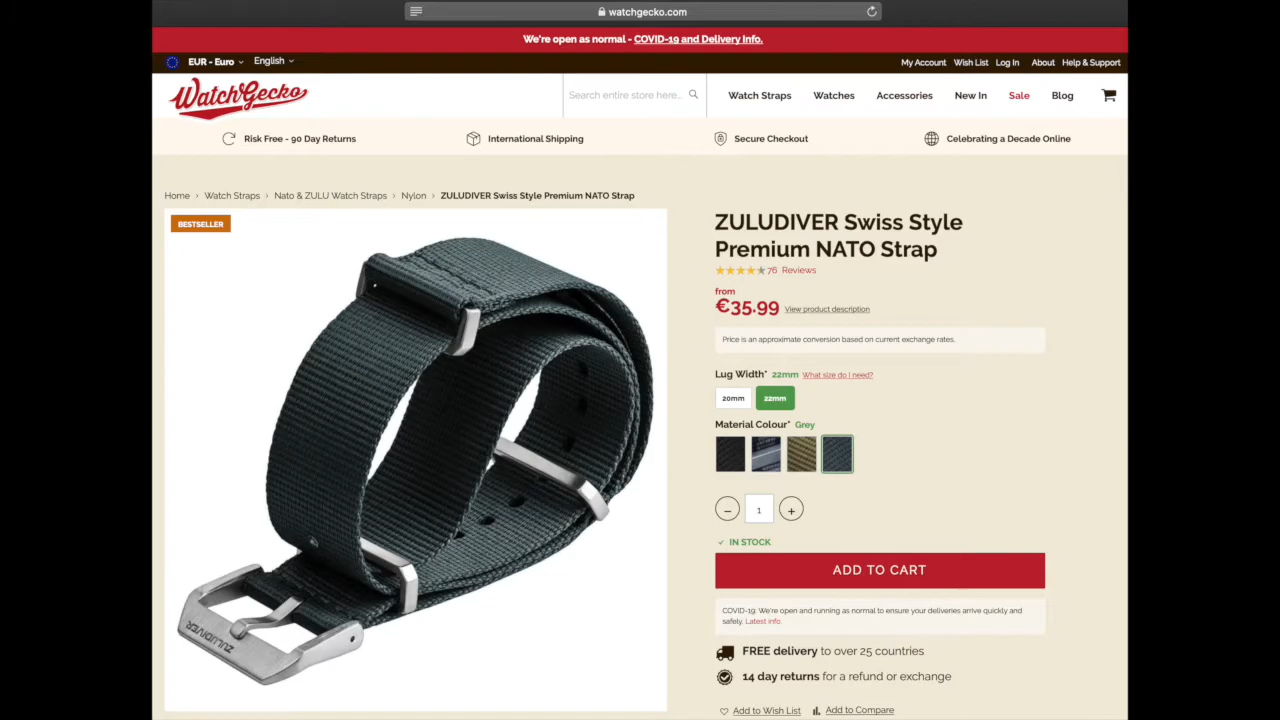 watchgecko.com
We're open as normal - COVID-19 and Delivery Info.
EUR - Euro English
My Account Wish List Log In About Help & Support
WatchGecko
Search entire store here...
Watch Straps Watches Accessories New In Sale Blog
Risk Free - 90 Day Returns International Shipping Secure Checkout Celebrating a Decade Online
Home › Watch Straps › Nato & ZULU Watch Straps › Nylon › ZULUDIVER Swiss Style Premium NATO Strap
BESTSELLER
ZULUDIVER
ZULUDIVER Swiss Style
Premium NATO Strap
76 Reviews
from
€35.99 View product description
Price is an approximate conversion based on current exchange rates.
Lug Width* 22mm What size do I need?
20mm 22mm
Material Colour* Grey
1
IN STOCK
ADD TO CART
COVID-19: We're open and running as normal to ensure your deliveries arrive quickly and
safely. Latest info.
FREE delivery to over 25 countries
14 day returns for a refund or exchange
Add to Wish List Add to Compare